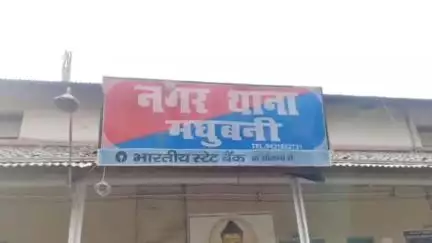 नगर थाना
मधुबनी
भारतीय स्टेट बैंक